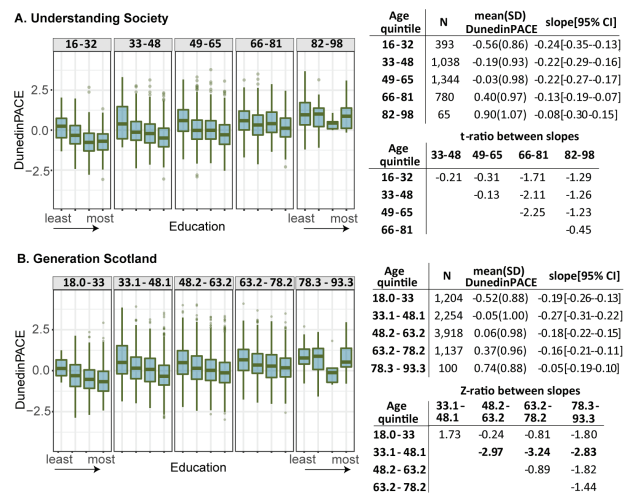 A. Understanding Society
16-32 33-48 49-65 66-81 82-98
DunedinPACE
2.5
0.0
−2.5
least most
Education
Age quintile N mean(SD) DunedinPACE slope[95% CI]
16-32 393 -0.56(0.86) -0.24[-0.35--0.13]
33-48 1,038 -0.19(0.93) -0.22[-0.29--0.16]
49-65 1,344 -0.03(0.98) -0.22[-0.27--0.17]
66-81 780 0.40(0.97) -0.13[-0.19--0.07]
82-98 65 0.90(1.07) -0.08[-0.30-0.15]
t-ratio between slopes
Age quintile 33-48 49-65 66-81 82-98
16-32 -0.21 -0.31 -1.71 -1.29
33-48 -0.13 -2.11 -1.26
49-65 -2.25 -1.23
66-81 -0.45
B. Generation Scotland
18.0-33 33.1-48.1 48.2-63.2 63.2-78.2 78.3-93.3
DunedinPACE
2.5
0.0
−2.5
least most
Education
Age quintile N mean(SD) DunedinPACE slope[95% CI]
18.0-33 1,204 -0.52(0.88) -0.19[-0.26--0.13]
33.1-48.1 2,254 -0.05(1.00) -0.27[-0.31--0.22]
48.2-63.2 3,918 0.06(0.98) -0.18[-0.22--0.15]
63.2-78.2 1,137 0.37(0.96) -0.16[-0.21--0.11]
78.3-93.3 100 0.74(0.88) -0.05[-0.19-0.10]
Z-ratio between slopes
Age quintile 33.1-48.1 48.2-63.2 63.2-78.2 78.3-93.3
18.0-33 1.73 -0.24 -0.81 -1.80
33.1-48.1 -2.97 -3.24 -2.83
48.2-63.2 -0.89 -1.82
63.2-78.2 -1.44